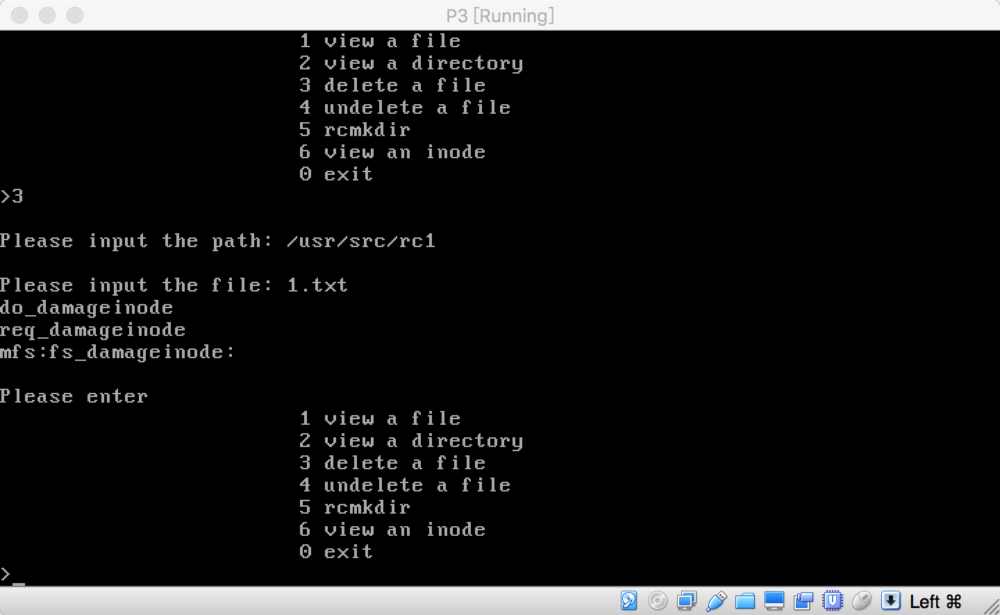 P3 [Running]
1 view a file
2 view a directory
3 delete a file
4 undelete a file
5 rcmkdir
6 view an inode
0 exit
>3
Please input the path: /usr/src/rc1
Please input the file: 1.txt
do_damageinode
req_damageinode
mfs:fs_damageinode:
Please enter
1 view a file
2 view a directory
3 delete a file
4 undelete a file
5 rcmkdir
6 view an inode
0 exit
>_
Left ⌘